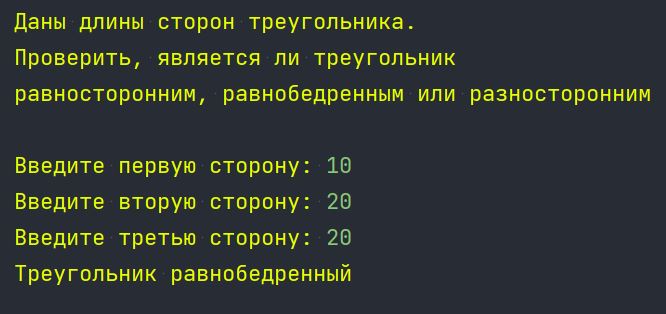 Даны длины сторон треугольника.
Проверить, является ли треугольник
равносторонним, равнобедренным или разносторонним
Введите первую сторону: 10
Введите вторую сторону: 20
Введите третью сторону: 20
Треугольник равнобедренный